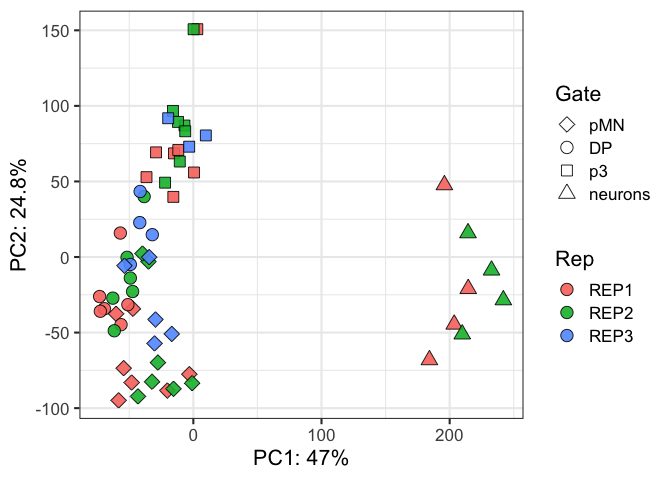 150
100
50
0
-50
-100
PC2: 24.8%
0
100
200
PC1: 47%
Gate
pMN
DP
p3
neurons
Rep
REP1
REP2
REP3